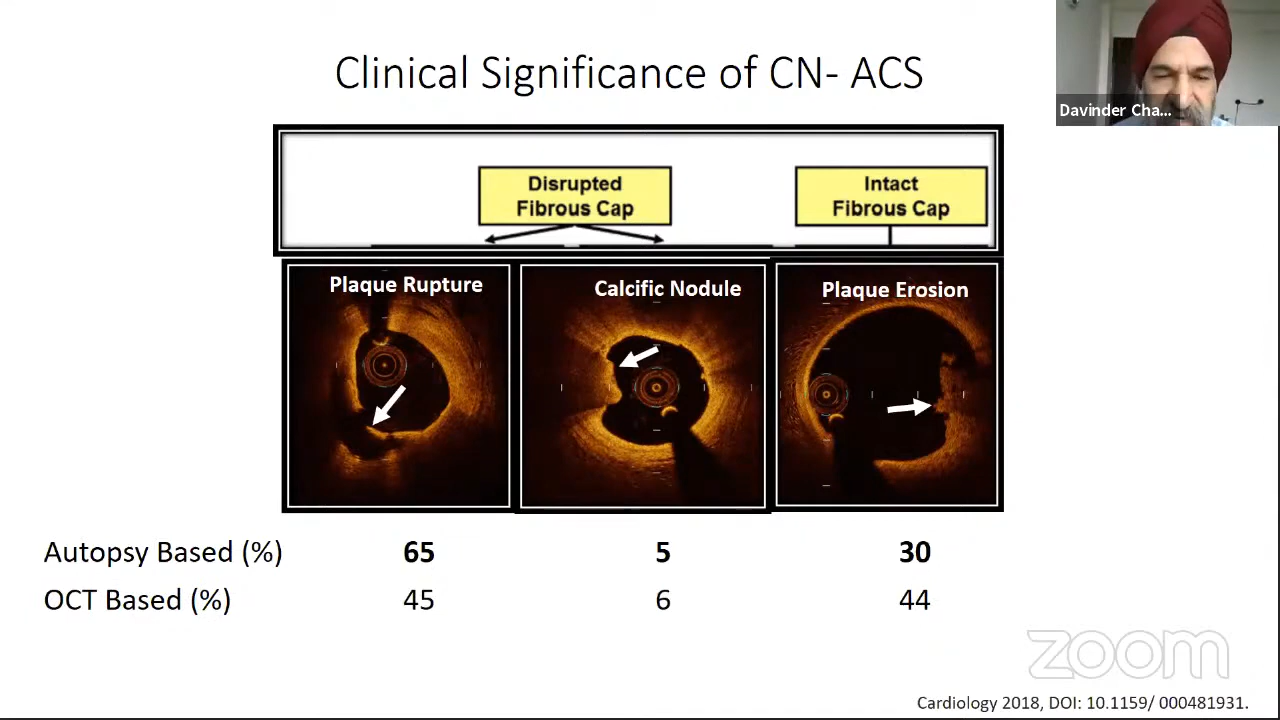 Clinical Significance of CN- ACS
Davinder Cha...
Disrupted
Fibrous Cap
Intact
Fibrous Cap
Plaque Rupture
Calcific Nodule
Plaque Erosion
Autopsy Based (%) 65 5 30
OCT Based (%) 45 6 44
zoom
Cardiology 2018, DOI: 10.1159/ 000481931.